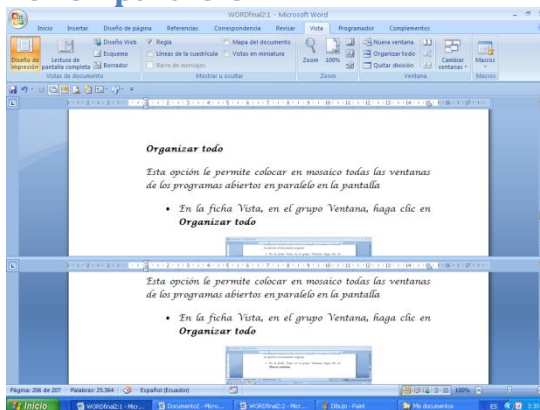 WORDfinal2:1 - Microsoft Word
Inicio Insertar Diseño de página Referencias Correspondencia Revisar Vista Programador Complementos
Diseño de impresión
Lectura de pantalla completa
Diseño Web
Esquema
Borrador
Vistas de documento
Regla
Líneas de la cuadrícula
Barra de mensajes
Mapa del documento
Vistas en miniatura
Mostrar u ocultar
Zoom 100%
Zoom
Nueva ventana
Organizar todo
Quitar división
Cambiar ventanas
Ventana
Macros
Macros
Organizar todo
Esta opción le permite colocar en mosaico todas las ventanas
de los programas abiertos en paralelo en la pantalla
• En la ficha Vista, en el grupo Ventana, haga clic en
Organizar todo
Esta opción le permite colocar en mosaico todas las ventanas
de los programas abiertos en paralelo en la pantalla
• En la ficha Vista, en el grupo Ventana, haga clic en
Organizar todo
Página: 206 de 207 Palabras: 25.364 Español (Ecuador) 100%
Inicio WORDfinal2:1 - Micr... Documento2 - Micro... WORDfinal2:2 - Micr... Dibujo - Paint Mis documentos ES